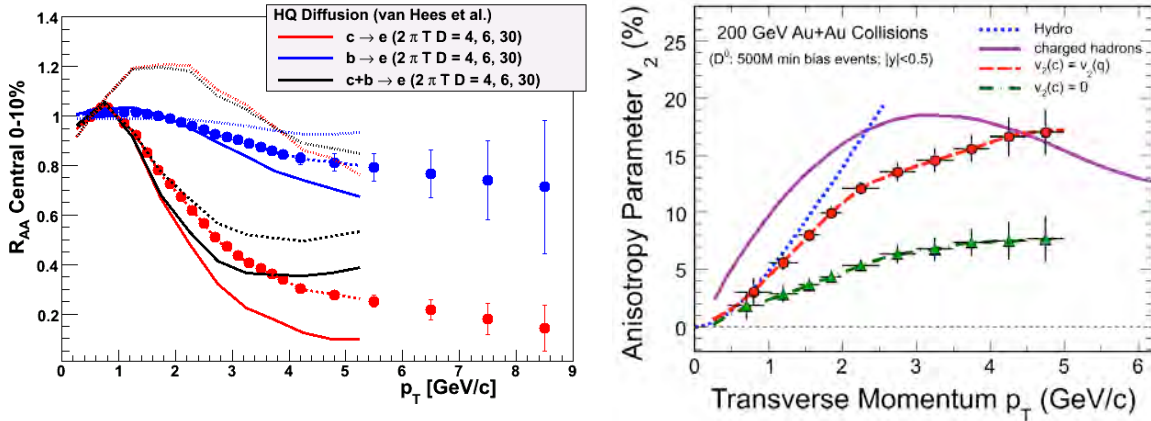 HQ Diffusion (van Hees et al.)
c → e (2 π T D = 4, 6, 30)
b → e (2 π T D = 4, 6, 30)
c+b → e (2 π T D = 4, 6, 30)
R_AA Central 0-10%
1.4
1.2
1
0.8
0.6
0.4
0.2
0 1 2 3 4 5 6 7 8 9
p_T [GeV/c]
200 GeV Au+Au Collisions
(D⁰: 500M min bias events; |y|<0.5)
Hydro
charged hadrons
v₂(c) = v₂(q)
v₂(c) = 0
Anisotropy Parameter v₂ (%)
25
20
15
10
5
0
0 1 2 3 4 5 6
Transverse Momentum p_T (GeV/c)